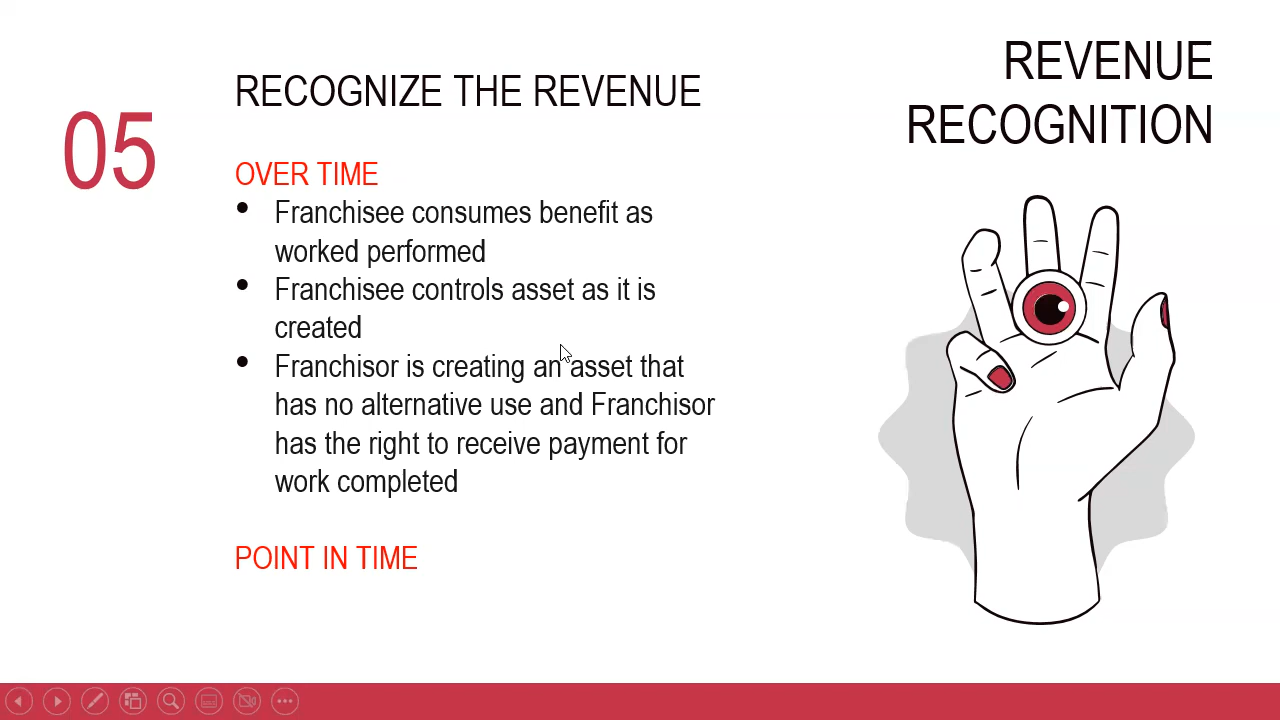 REVENUE
RECOGNITION
05
RECOGNIZE THE REVENUE
OVER TIME
• Franchisee consumes benefit as
worked performed
• Franchisee controls asset as it is
created
• Franchisor is creating an asset that
has no alternative use and Franchisor
has the right to receive payment for
work completed
POINT IN TIME